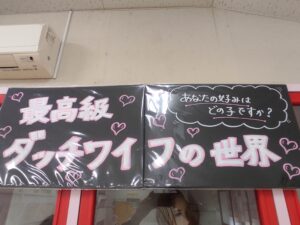 最高級
あなたの好みは
どの子ですか?
ダッチワイフの世界